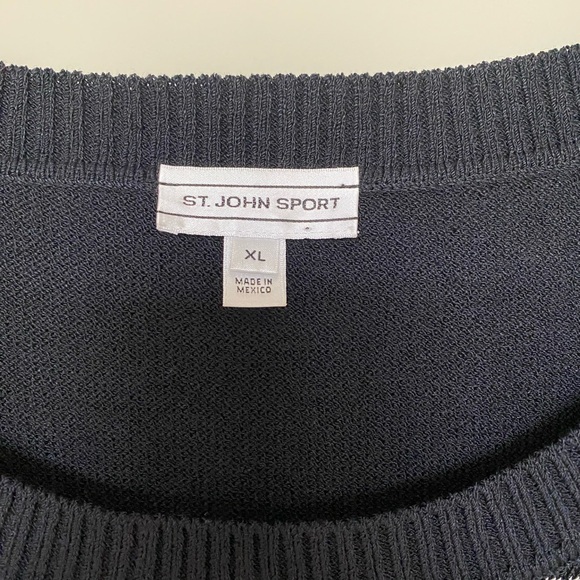 ST. JOHN SPORT
XL
MADE IN
MEXICO